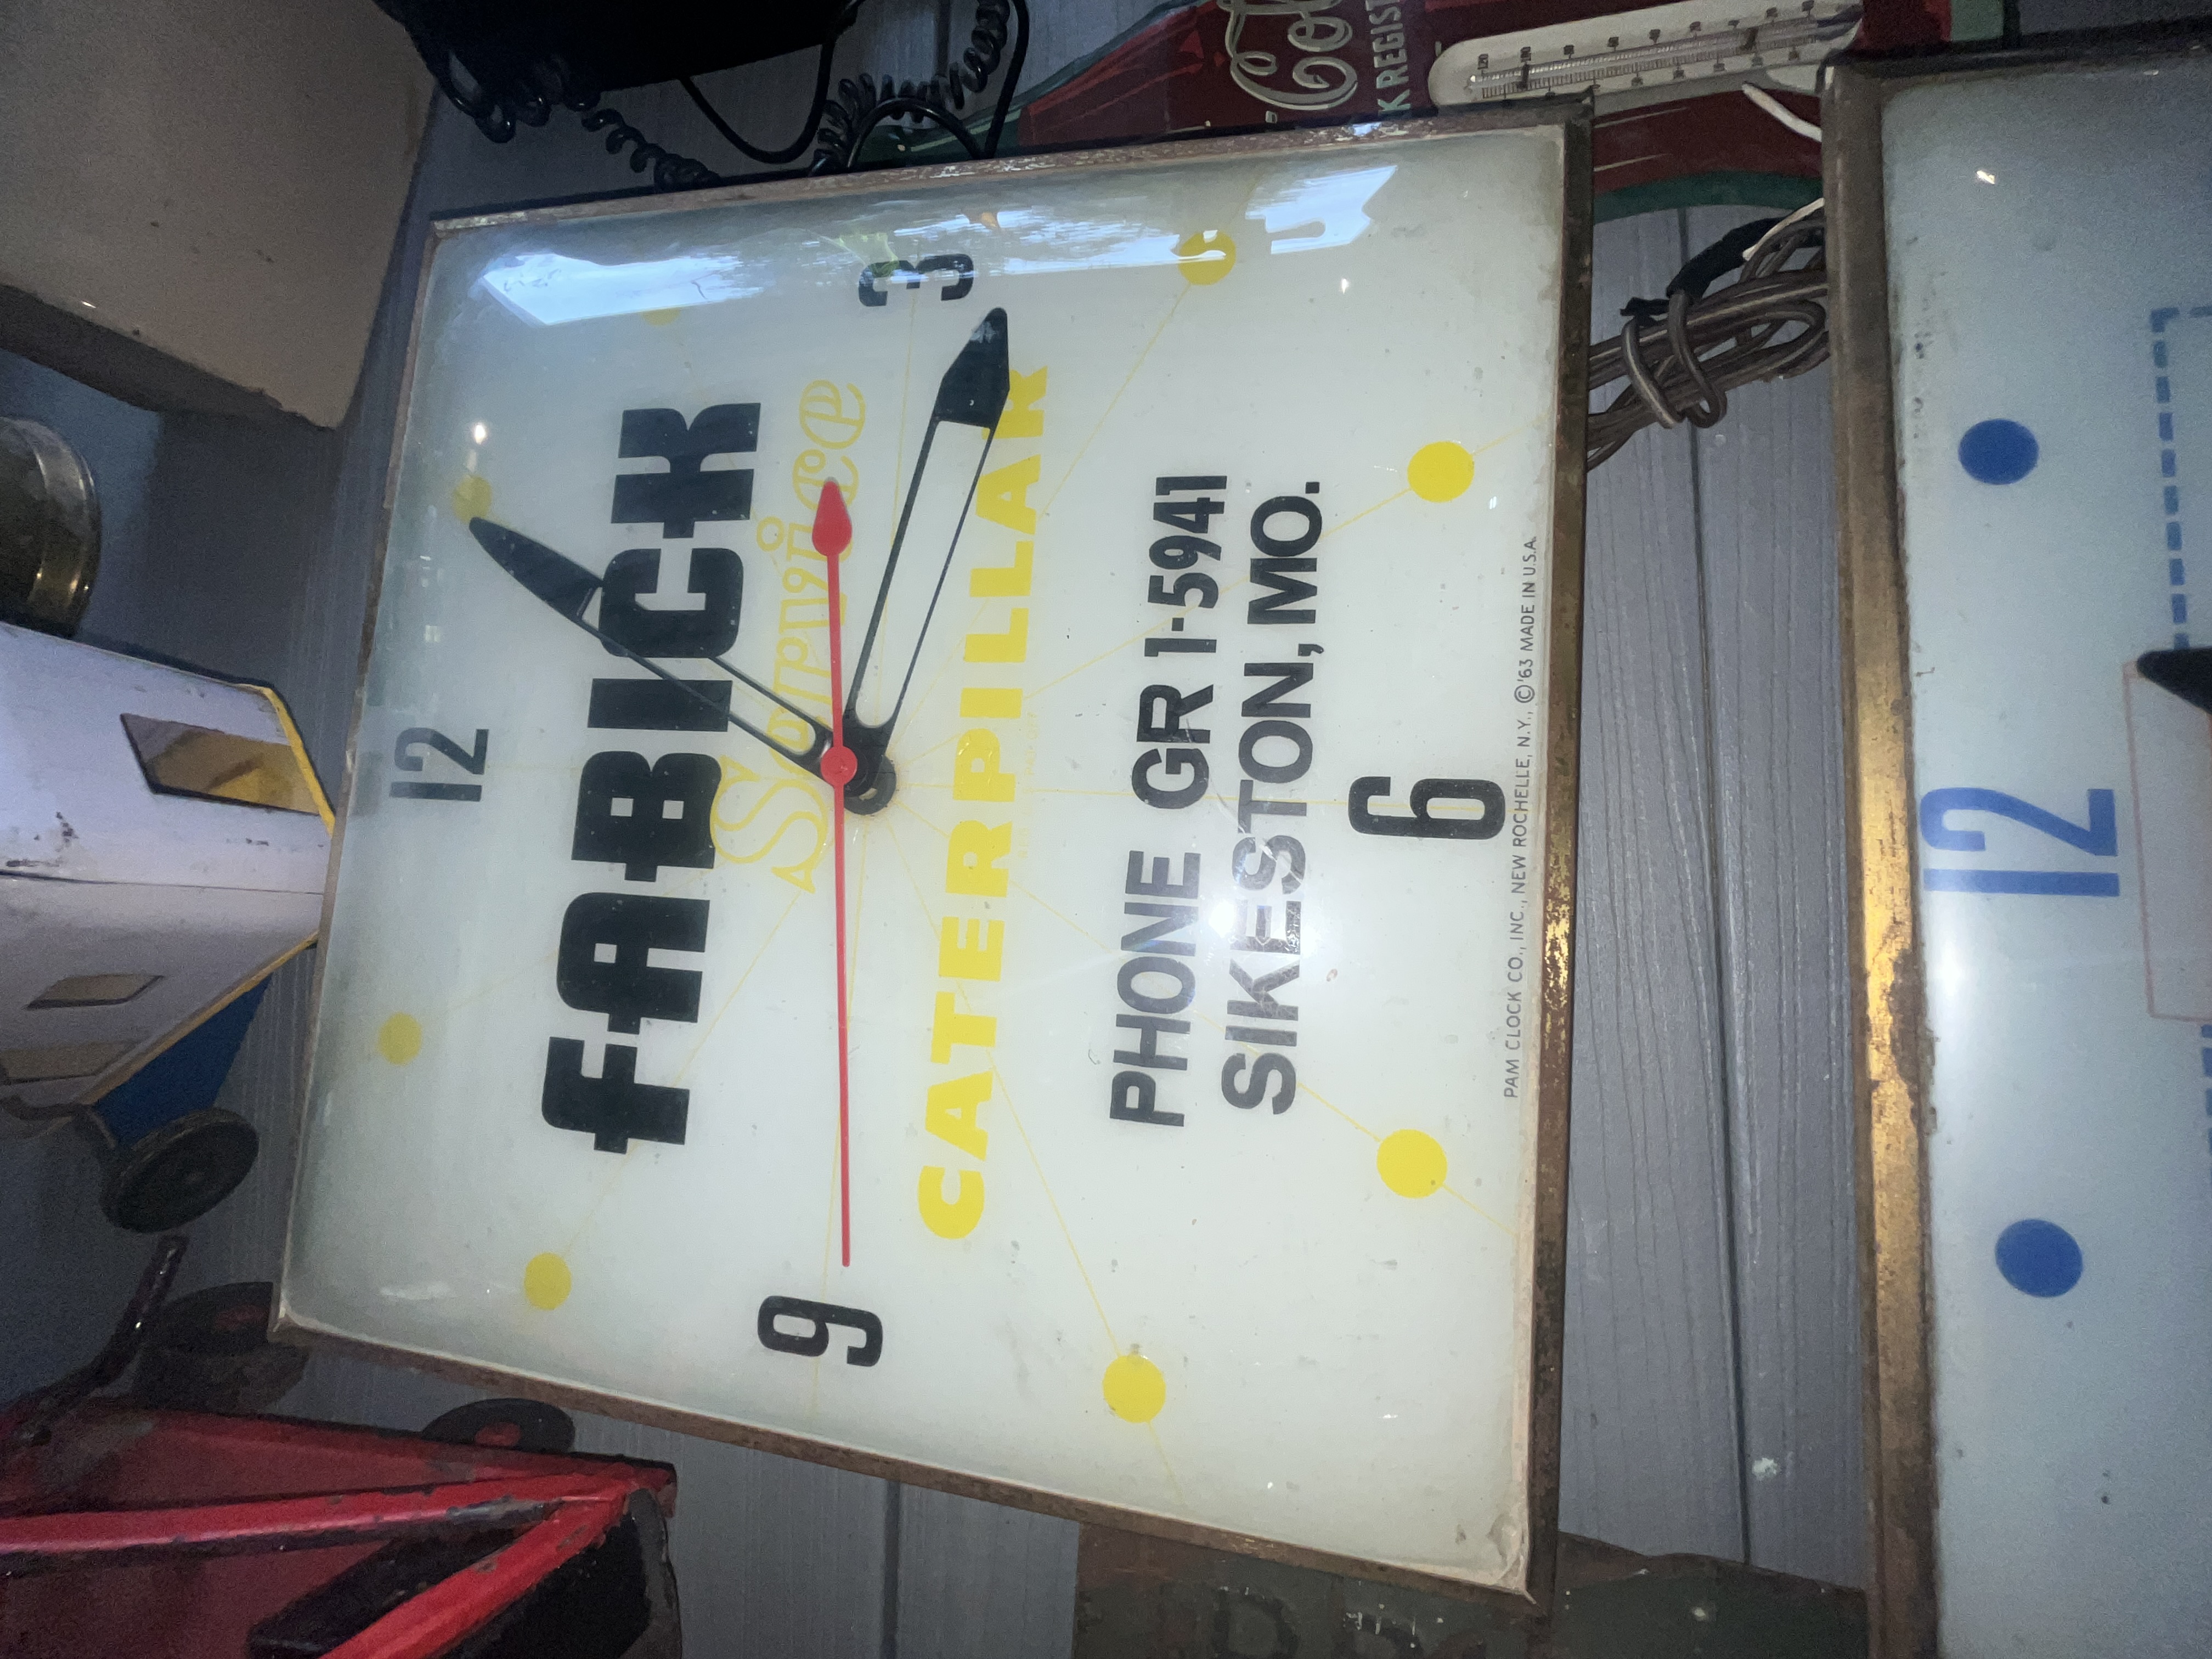 12
FABICK
Service
3
9
CATERPILLAR
PHONE GR 1-5941
SIKESTON, MO.
6
PAM CLOCK CO., INC., NEW ROCHELLE, N.Y., © '63 MADE IN U.S.A.
12